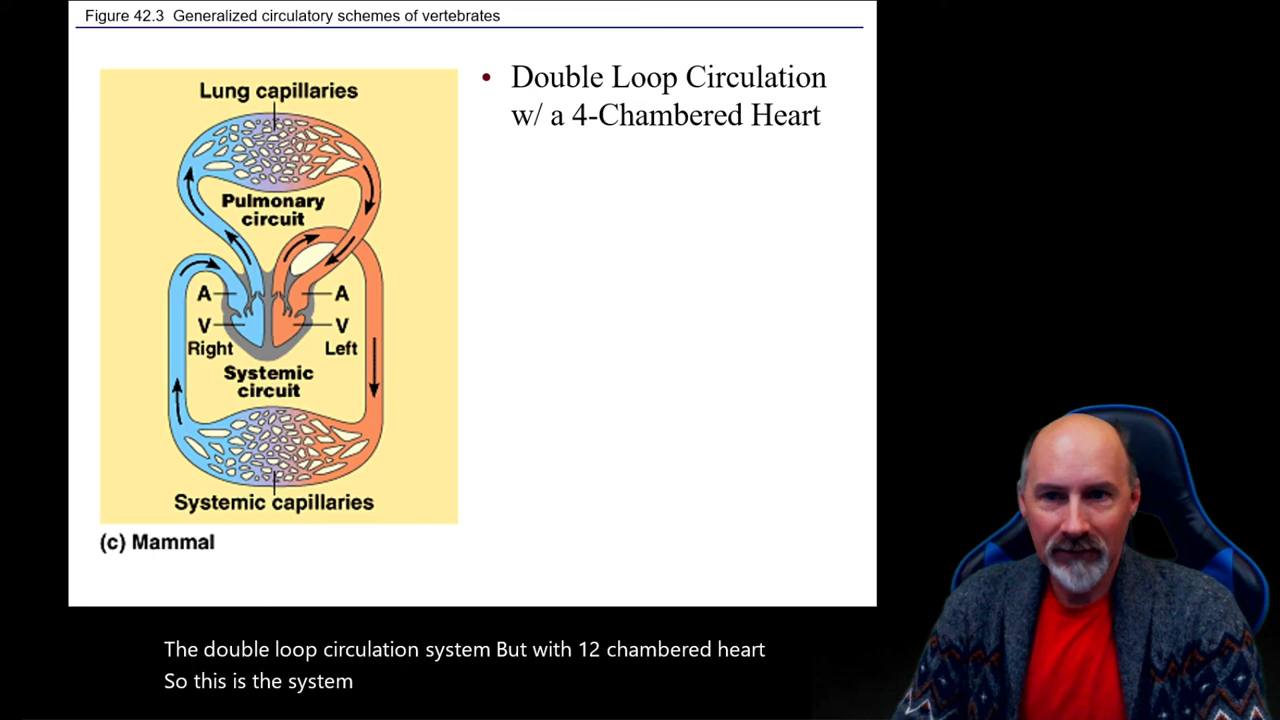 Figure 42.3 Generalized circulatory schemes of vertebrates
Lung capillaries
Pulmonary
circuit
A
A
V
V
Right
Left
Systemic
circuit
Systemic capillaries
(c) Mammal
• Double Loop Circulation
w/ a 4-Chambered Heart
The double loop circulation system But with 12 chambered heart
So this is the system